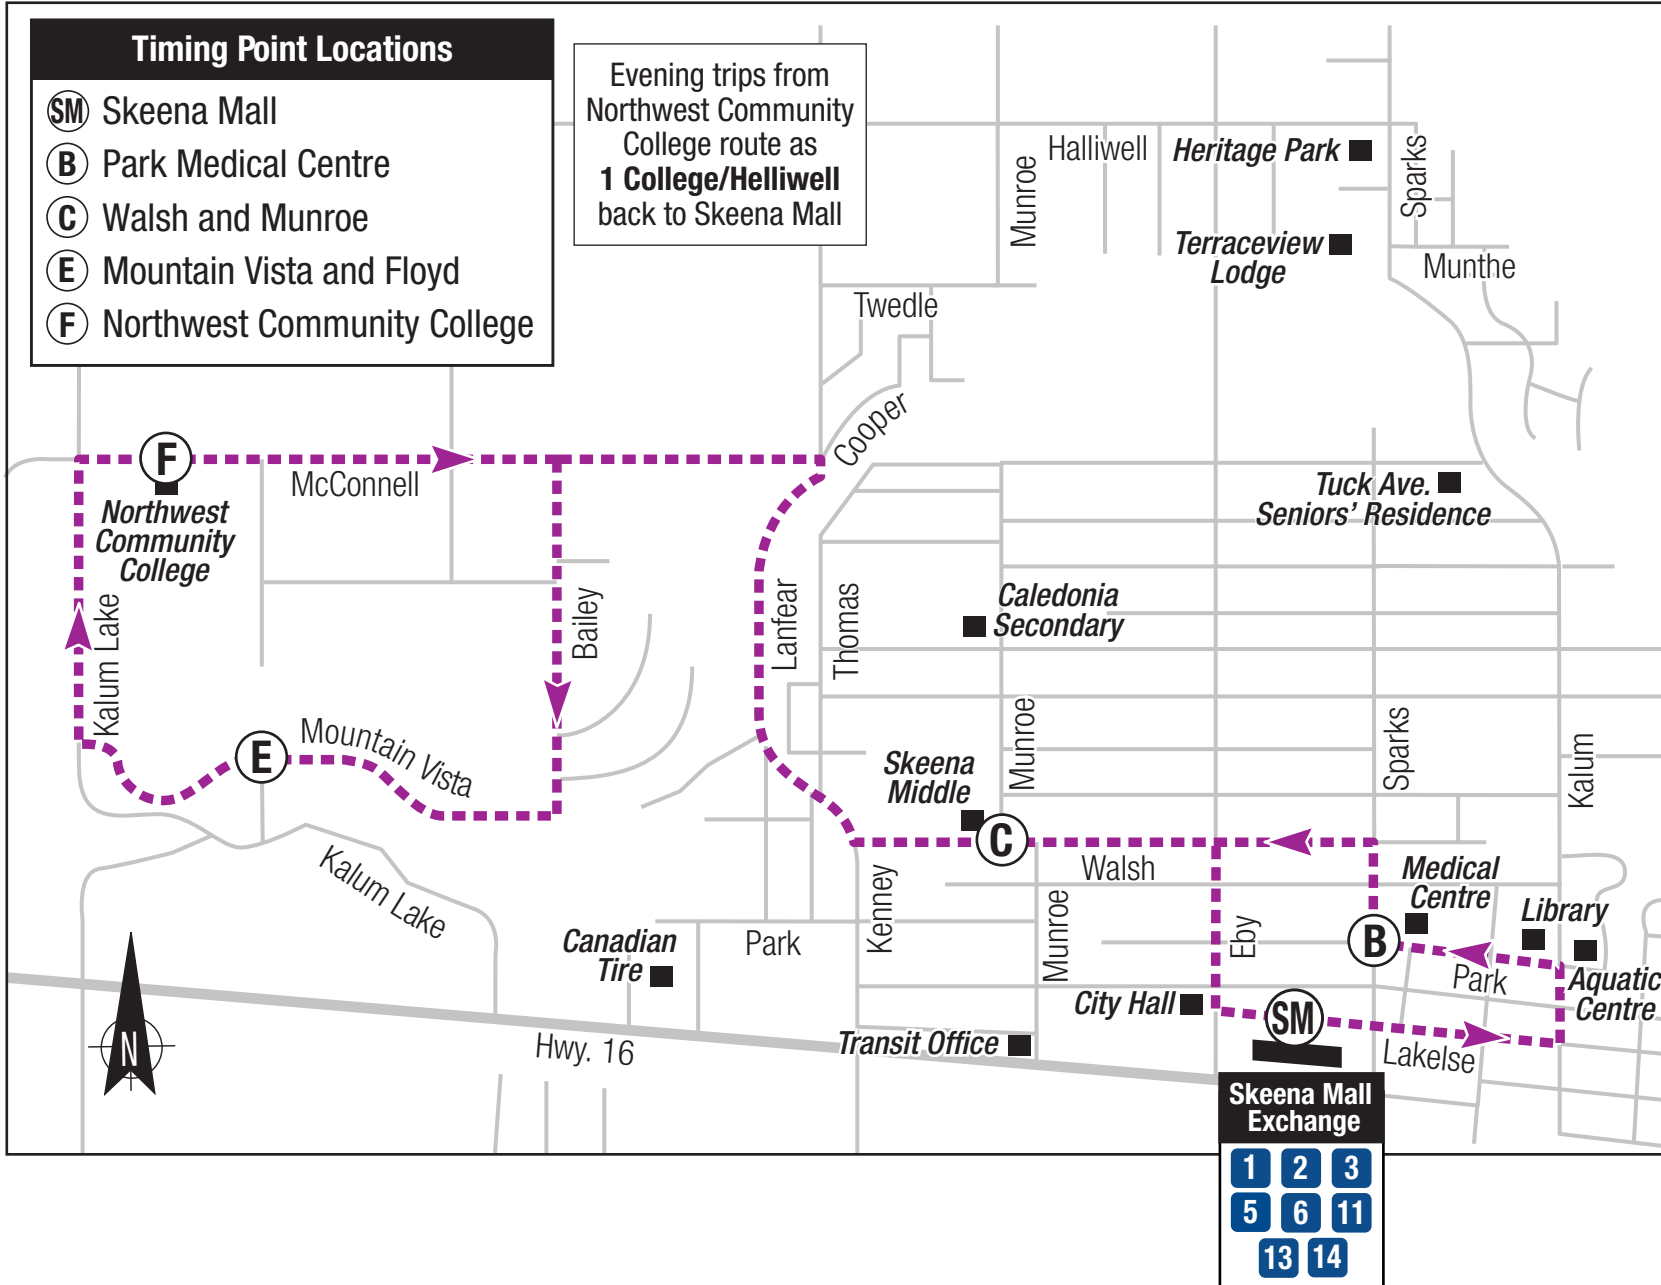 Timing Point Locations
SM Skeena Mall
B Park Medical Centre
C Walsh and Munroe
E Mountain Vista and Floyd
F Northwest Community College
Evening trips from
Northwest Community
College route as
1 College/Helliwell
back to Skeena Mall
Munroe
Halliwell
Heritage Park
Sparks
Terraceview
Lodge
Munthe
Twedle
Cooper
F
McConnell
Northwest
Community
College
Tuck Ave.
Seniors' Residence
Kalum Lake
Bailey
Lanfear
Thomas
Caledonia
Secondary
E
Mountain Vista
Skeena
Middle
Munroe
Sparks
Kalum
C
Walsh
Kalum Lake
Medical
Centre
Library
Canadian
Tire
Park
Kenney
Munroe
Eby
B
Park
Aquatic
Centre
City Hall
SM
Lakelse
N
Hwy. 16
Transit Office
Skeena Mall
Exchange
1 2 3
5 6 11
13 14